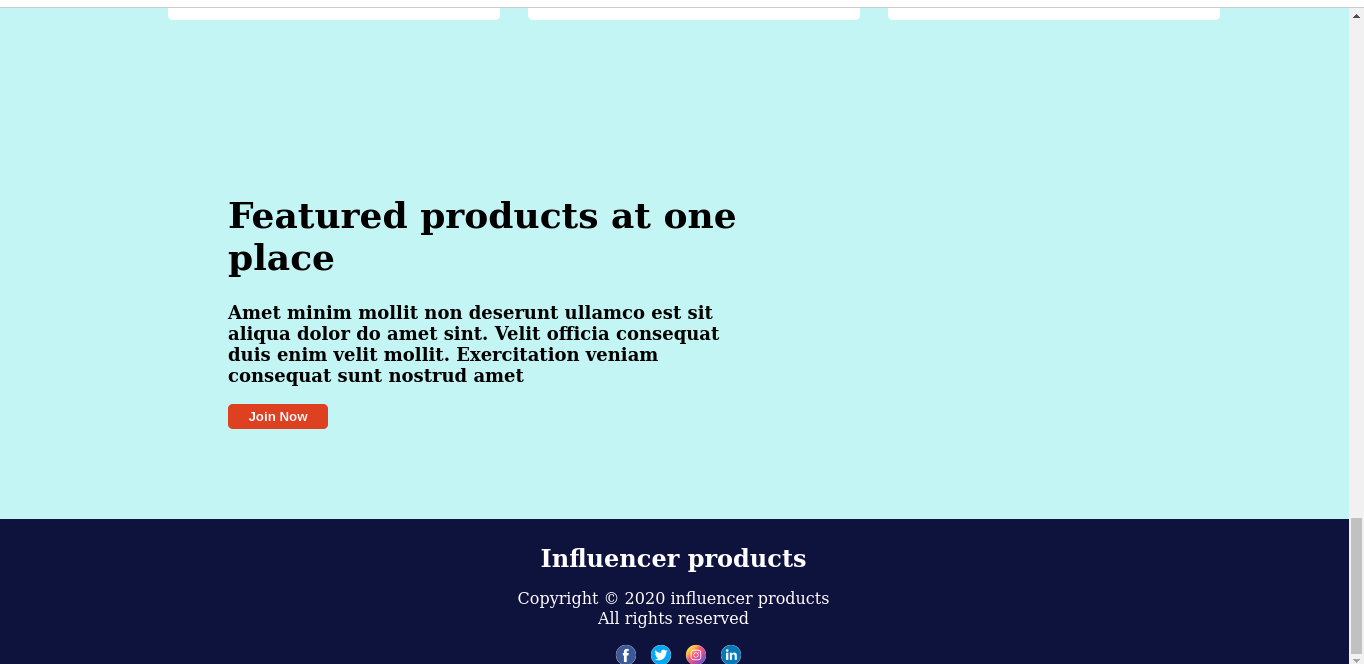 Featured products at one
place
Amet minim mollit non deserunt ullamco est sit
aliqua dolor do amet sint. Velit officia consequat
duis enim velit mollit. Exercitation veniam
consequat sunt nostrud amet
Join Now
Influencer products
Copyright © 2020 influencer products
All rights reserved